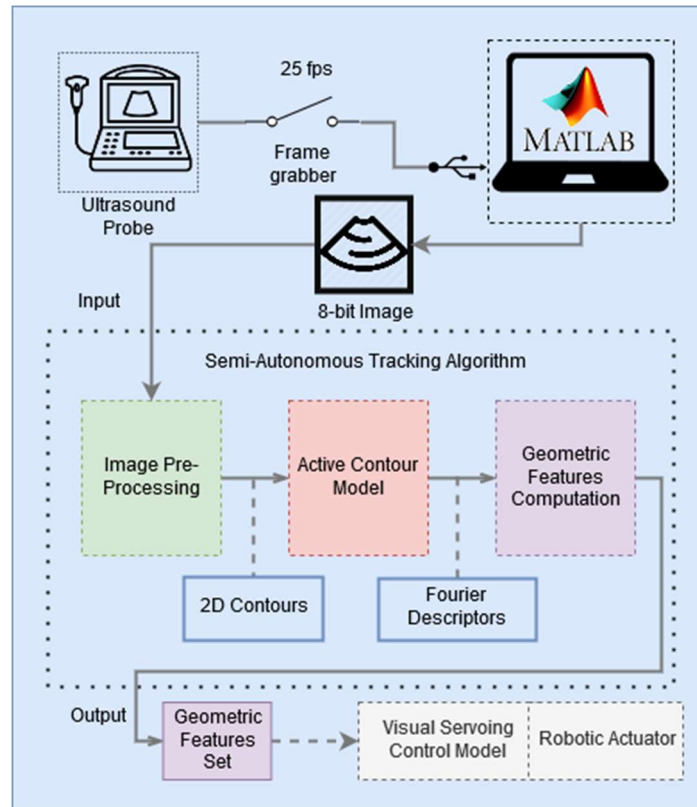 25 fps
Frame
grabber
MATLAB
Ultrasound
Probe
8-bit Image
Input
Semi-Autonomous Tracking Algorithm
Image Pre-
Processing
Active Contour
Model
Geometric
Features
Computation
2D Contours
Fourier
Descriptors
Output
Geometric
Features
Set
Visual Servoing
Control Model
Robotic Actuator